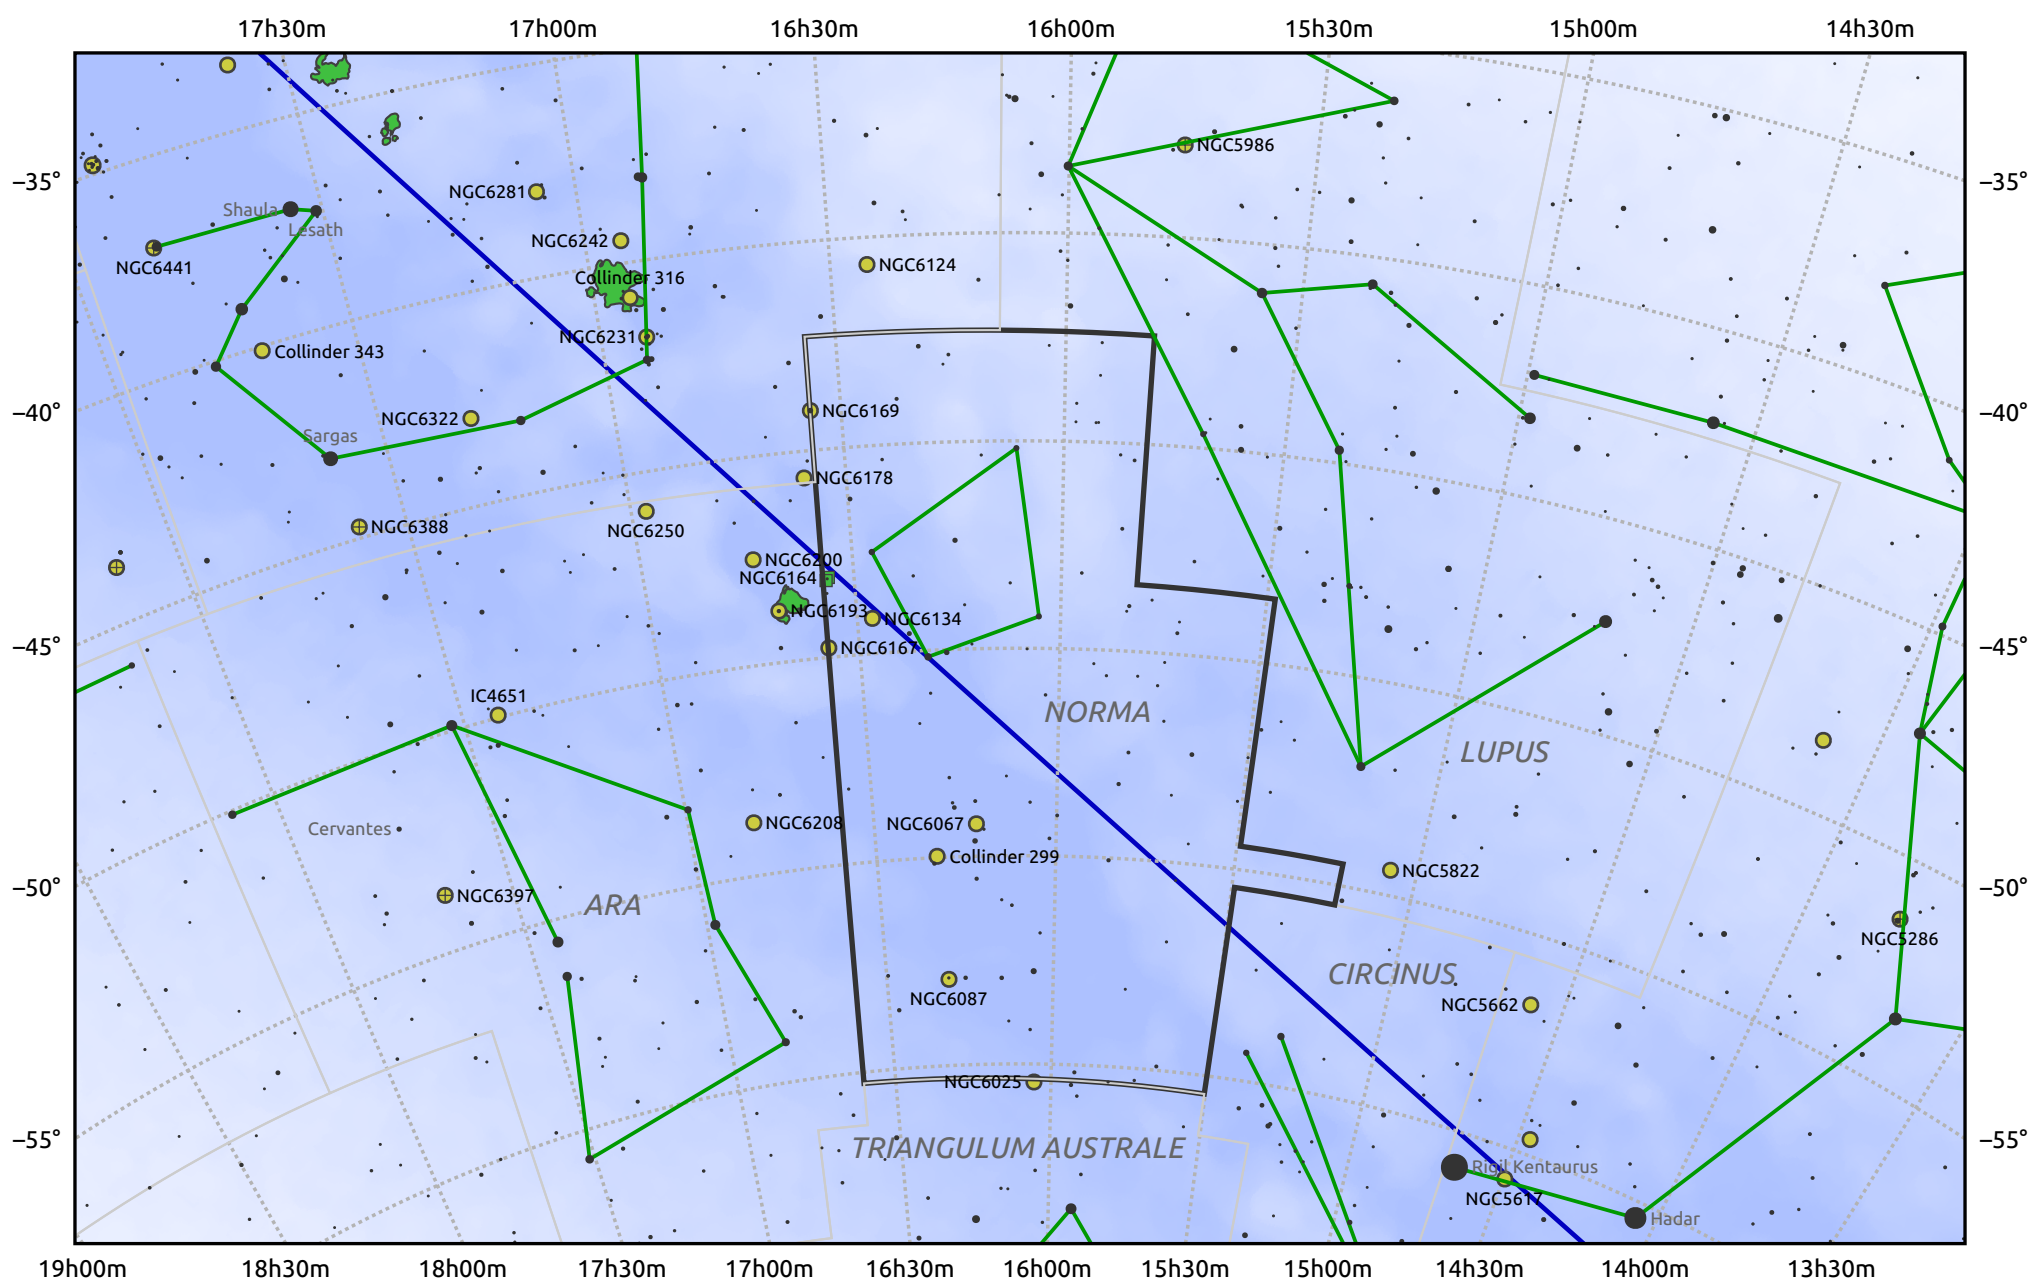 17h30m 17h00m 16h30m 16h00m 15h30m 15h00m 14h30m
NGC5986
−35° −35°
NGC6281
Shaula
Lesath
NGC6242
NGC6441
NGC6124
Collinder 316
NGC6231
Collinder 343
−40° −40°
NGC6169
NGC6322
Sargas
NGC6178
NGC6388
NGC6250
NGC6200
NGC6164
NGC6193
NGC6134
−45° −45°
NGC6167
IC4651
NORMA
LUPUS
NGC6208
NGC6067
Cervantes
Collinder 299
NGC5822
−50° −50°
NGC6397
ARA
NGC5286
CIRCINUS
NGC6087
NGC5662
NGC6025
−55° −55°
TRIANGULUM AUSTRALE
Rigil Kentaurus
NGC5617
Hadar
19h00m 18h30m 18h00m 17h30m 17h00m 16h30m 16h00m 15h30m 15h00m 14h30m 14h00m 13h30m